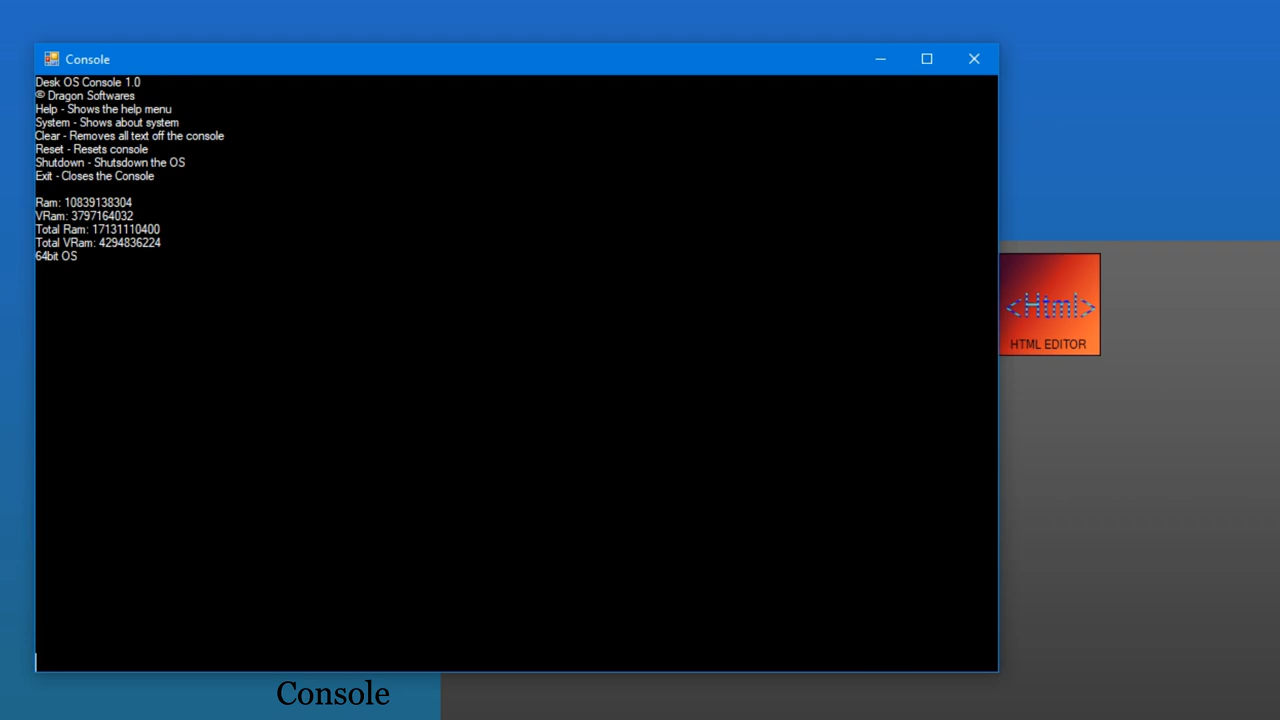 Console
Desk OS Console 1.0
© Dragon Softwares
Help - Shows the help menu
System - Shows about system
Clear - Removes all text off the console
Reset - Resets console
Shutdown - Shutsdown the OS
Exit - Closes the Console
Ram: 10839138304
VRam: 3797164032
Total Ram: 17131110400
Total VRam: 4294836224
64bit OS
<Html>
HTML EDITOR
Console